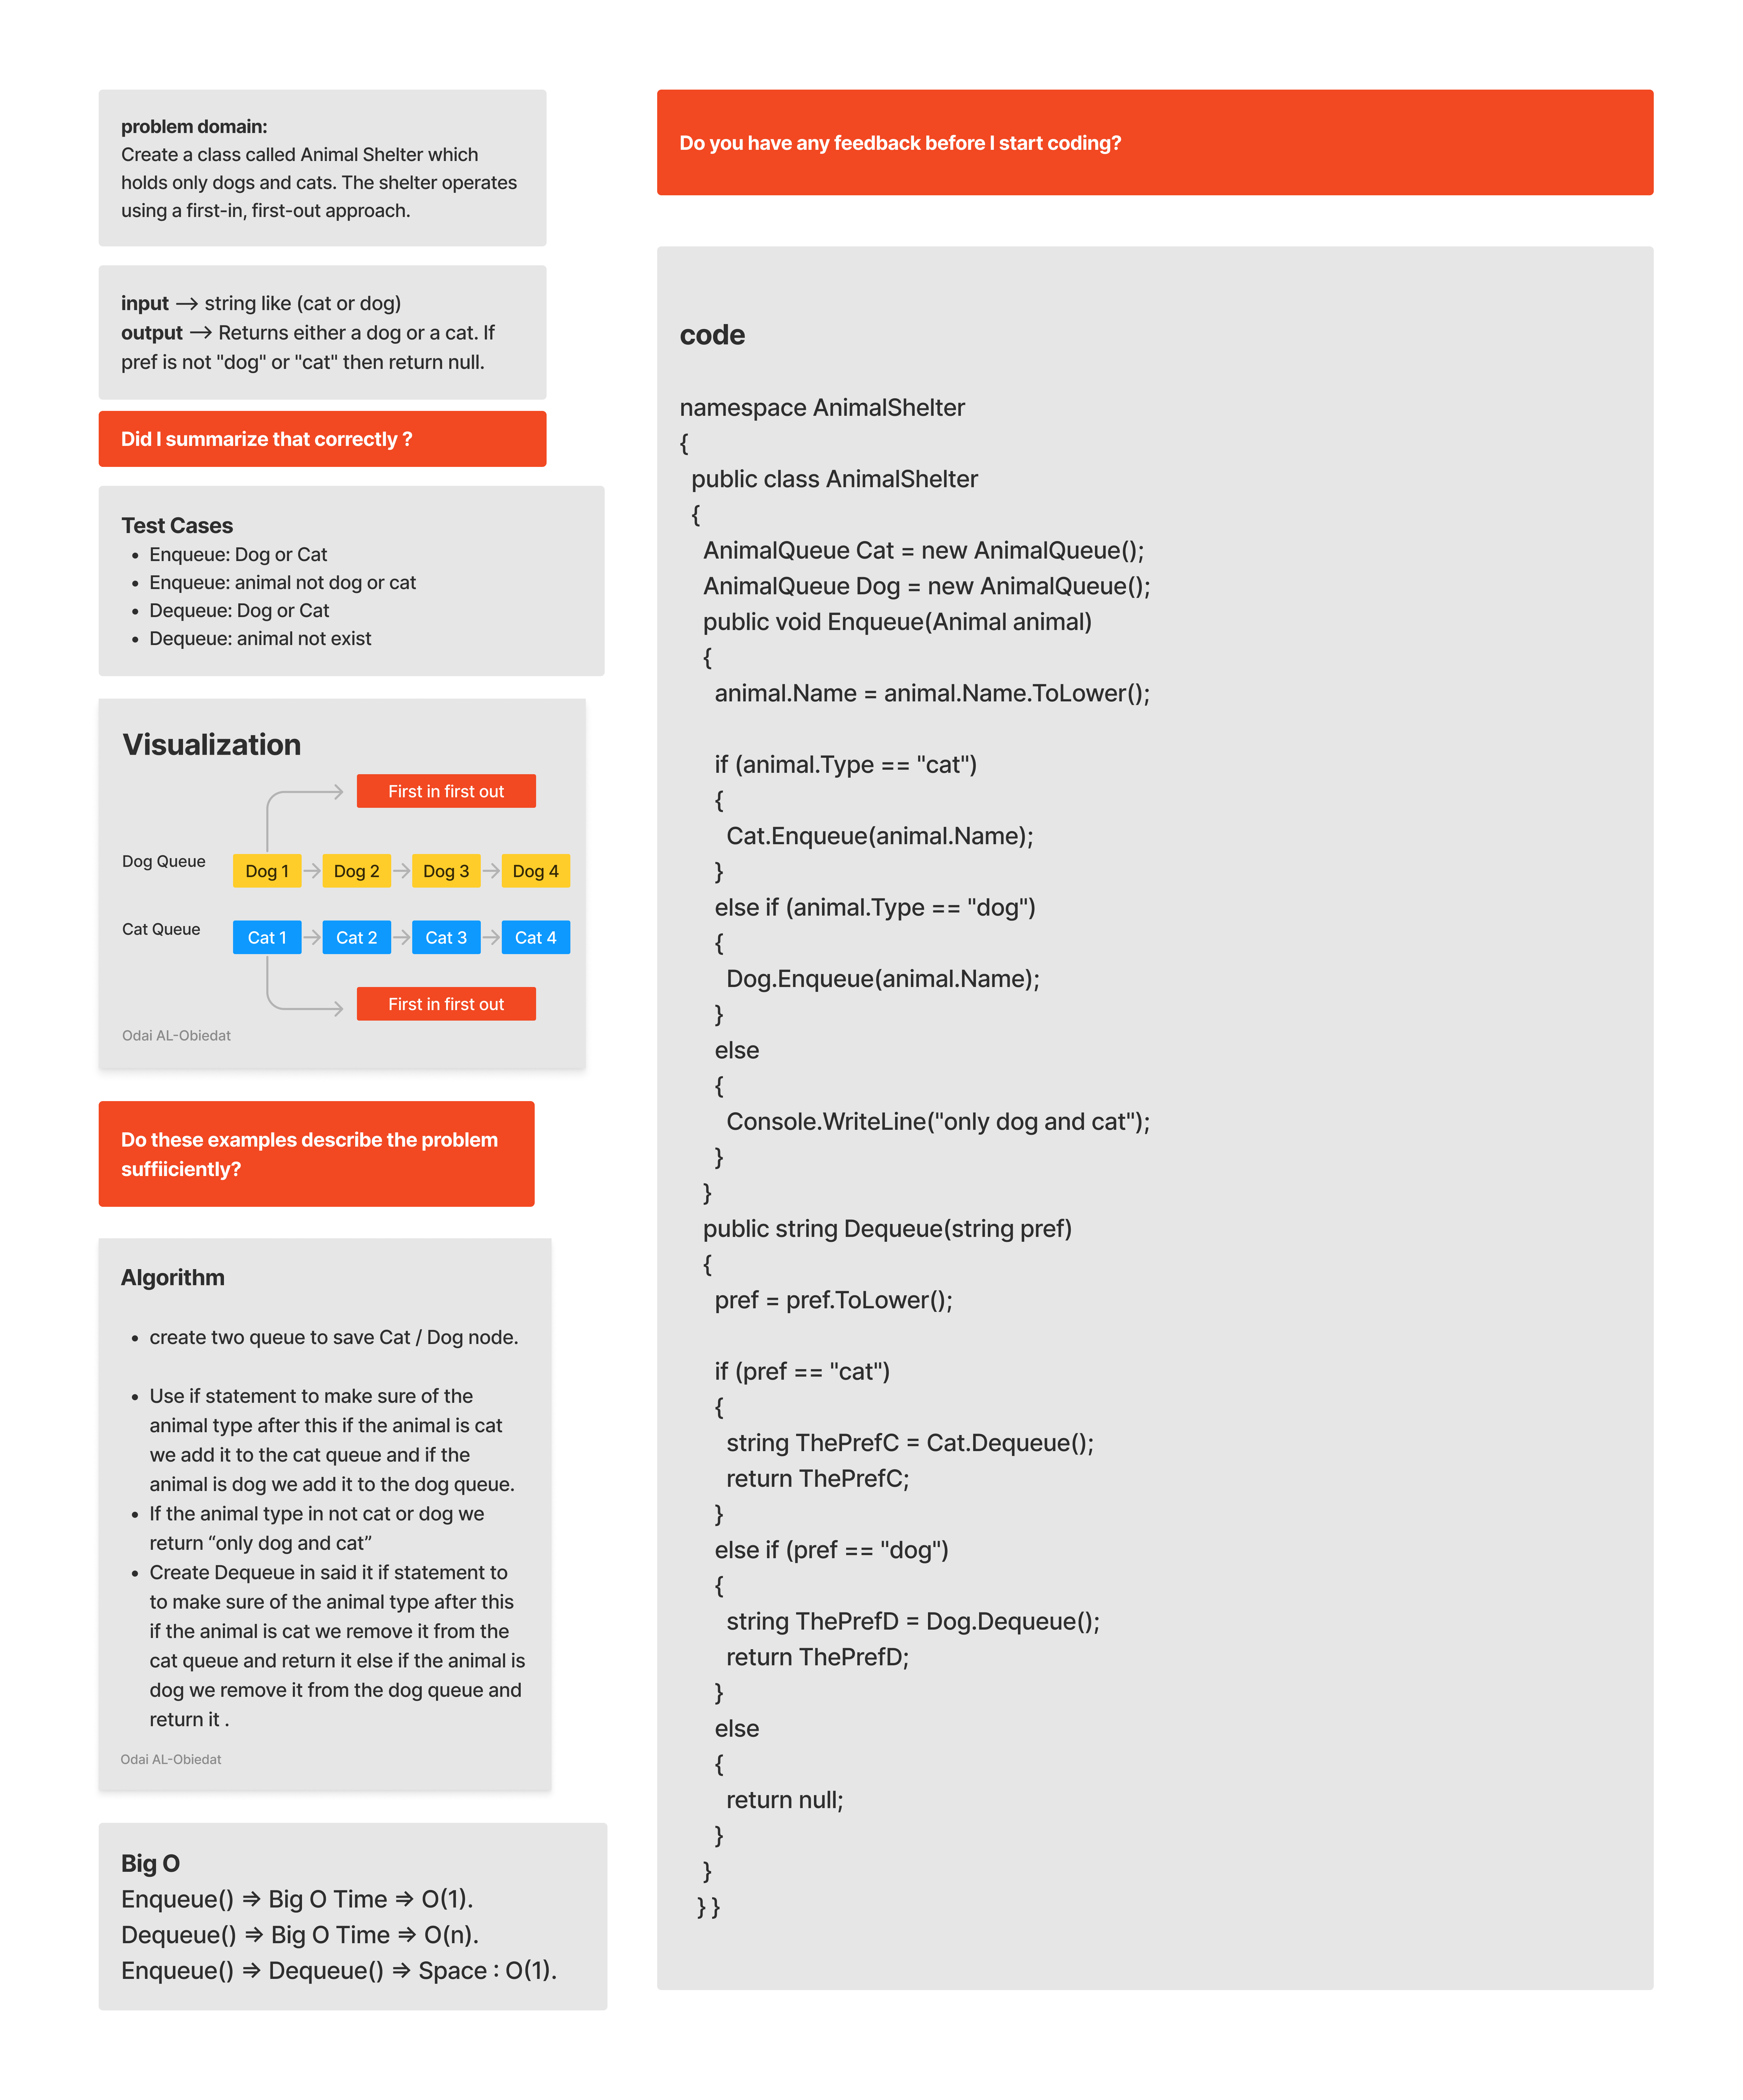 problem domain:
Create a class called Animal Shelter which
holds only dogs and cats. The shelter operates
using a first-in, first-out approach.
input --> string like (cat or dog)
output --> Returns either a dog or a cat. If
pref is not "dog" or "cat" then return null.
Did I summarize that correctly ?
Test Cases
• Enqueue: Dog or Cat
• Enqueue: animal not dog or cat
• Dequeue: Dog or Cat
• Dequeue: animal not exist
Visualization
First in first out
Dog Queue
Dog 1
Dog 2
Dog 3
Dog 4
Cat Queue
Cat 1
Cat 2
Cat 3
Cat 4
First in first out
Odai AL-Obiedat
Do these examples describe the problem
suffiiciently?
Algorithm
• create two queue to save Cat / Dog node.
• Use if statement to make sure of the
animal type after this if the animal is cat
we add it to the cat queue and if the
animal is dog we add it to the dog queue.
• If the animal type in not cat or dog we
return “only dog and cat”
• Create Dequeue in said it if statement to
to make sure of the animal type after this
if the animal is cat we remove it from the
cat queue and return it else if the animal is
dog we remove it from the dog queue and
return it .
Odai AL-Obiedat
Big O
Enqueue() => Big O Time => O(1).
Dequeue() => Big O Time => O(n).
Enqueue() => Dequeue() => Space : O(1).
Do you have any feedback before I start coding?
code
namespace AnimalShelter
{
public class AnimalShelter
{
AnimalQueue Cat = new AnimalQueue();
AnimalQueue Dog = new AnimalQueue();
public void Enqueue(Animal animal)
{
animal.Name = animal.Name.ToLower();
if (animal.Type == "cat")
{
Cat.Enqueue(animal.Name);
}
else if (animal.Type == "dog")
{
Dog.Enqueue(animal.Name);
}
else
{
Console.WriteLine("only dog and cat");
}
}
public string Dequeue(string pref)
{
pref = pref.ToLower();
if (pref == "cat")
{
string ThePrefC = Cat.Dequeue();
return ThePrefC;
}
else if (pref == "dog")
{
string ThePrefD = Dog.Dequeue();
return ThePrefD;
}
else
{
return null;
}
}
} }